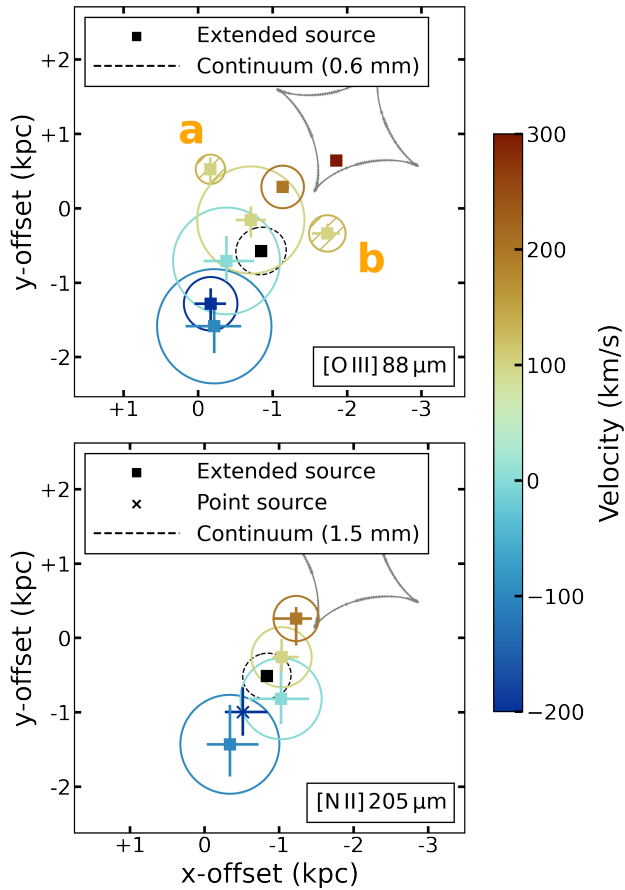 Extended source
Continuum (0.6 mm)
+2
+1
0
-1
-2
y-offset (kpc)
a
b
[O III] 88 μm
+1
0
-1
-2
-3
300
200
100
0
−100
−200
Velocity (km/s)
Extended source
Point source
Continuum (1.5 mm)
+2
+1
0
-1
-2
y-offset (kpc)
[N II] 205 μm
+1
0
-1
-2
-3
x-offset (kpc)